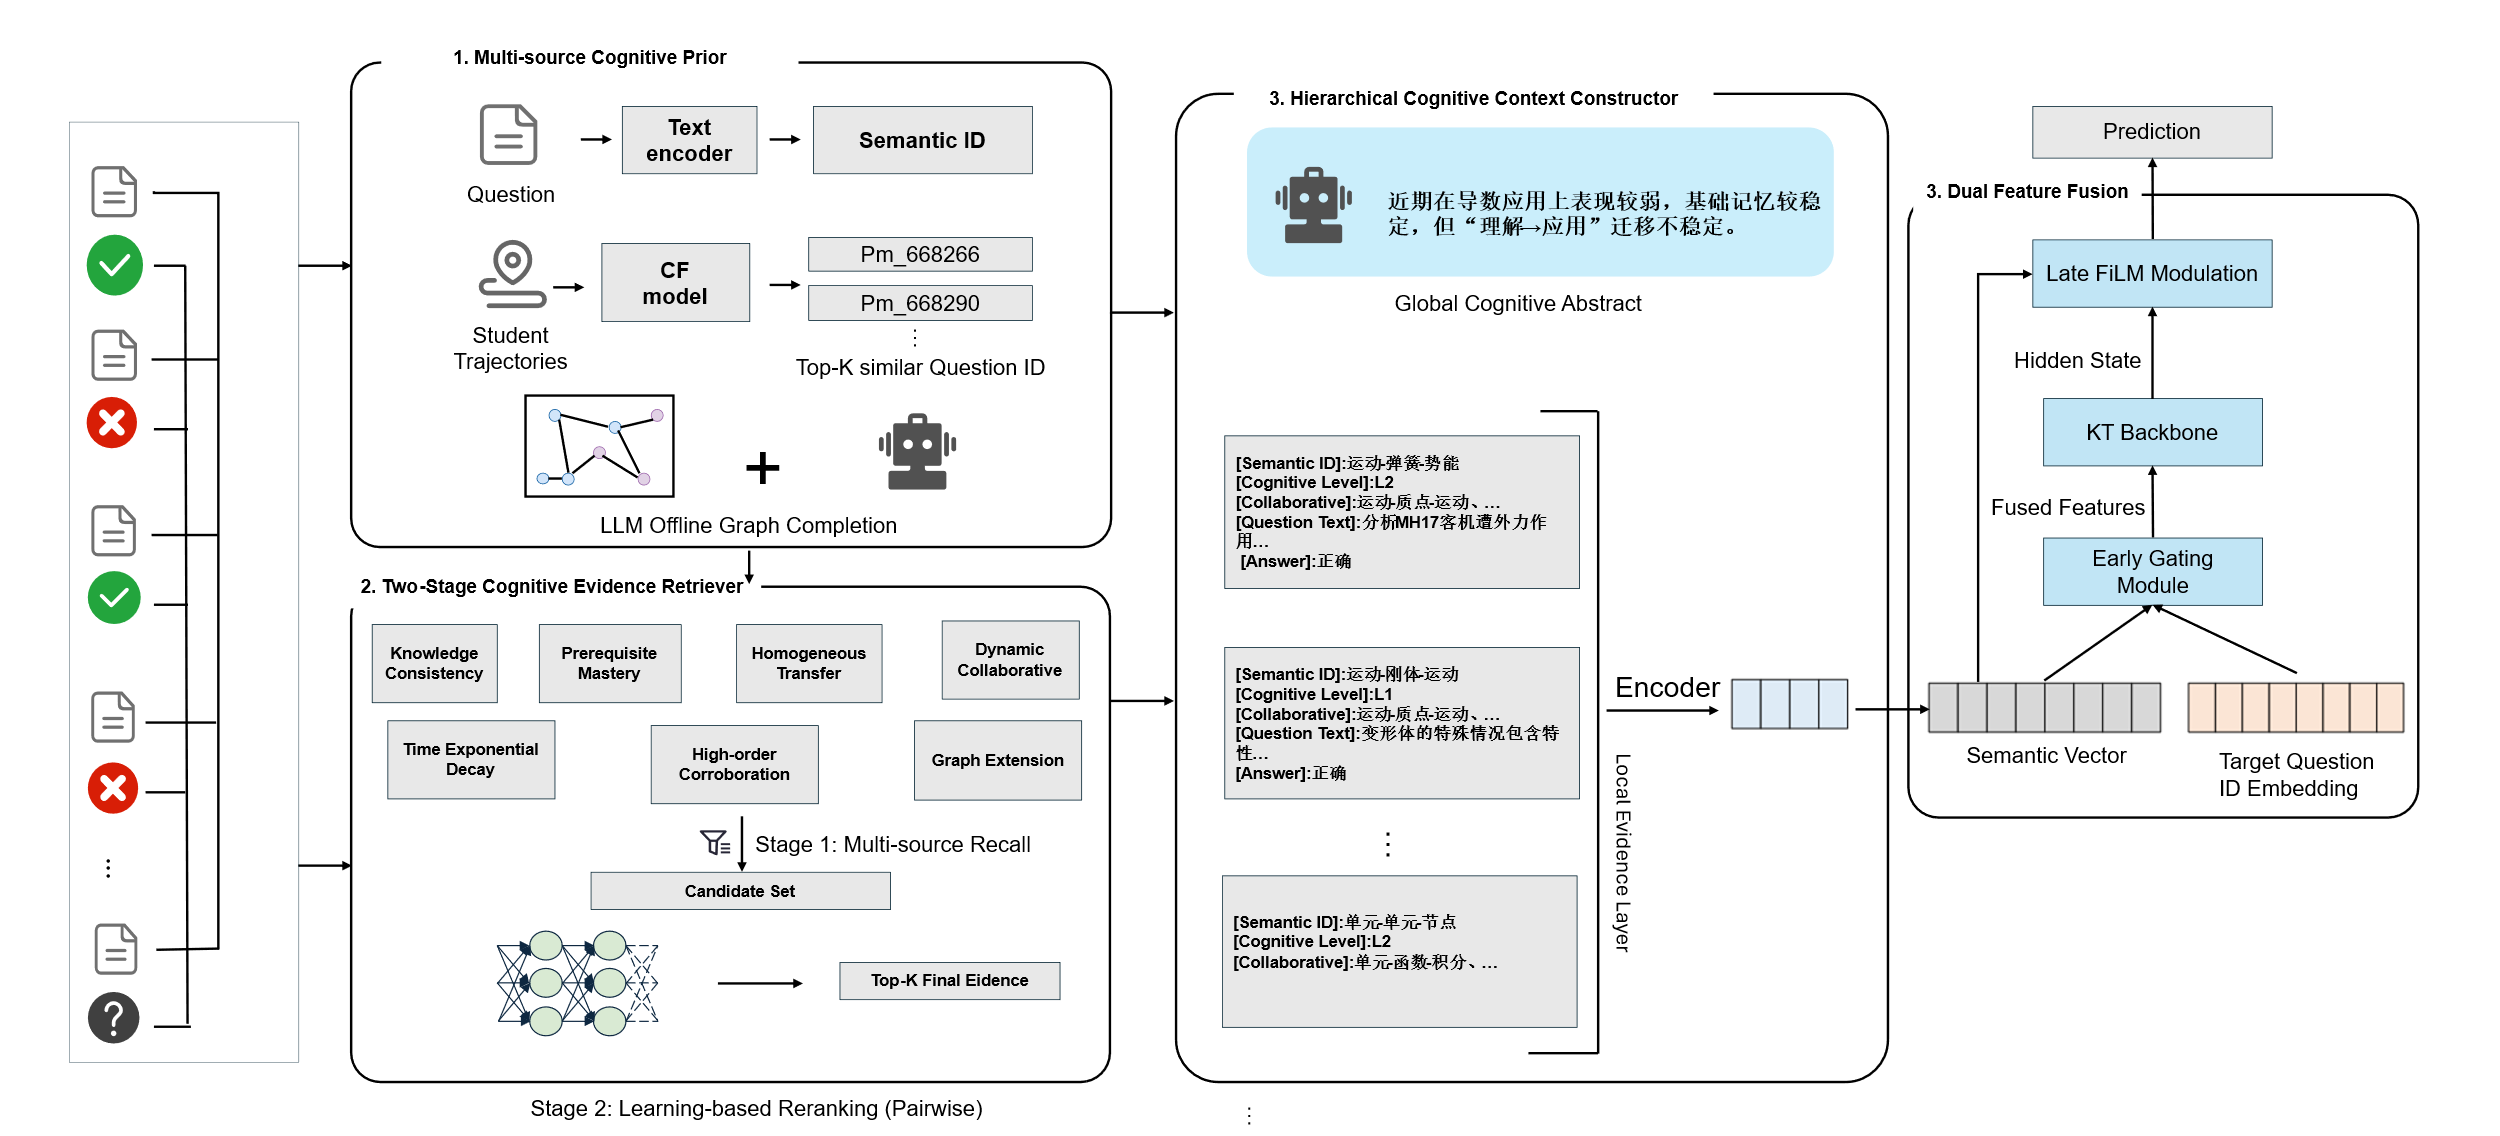 1. Multi-source Cognitive Prior
Question
Text
encoder
Semantic ID
Student
Trajectories
CF
model
Pm_668266
Pm_668290
⋮
Top-K similar Question ID
+
LLM Offline Graph Completion
2. Two-Stage Cognitive Evidence Retriever
Knowledge
Consistency
Prerequisite
Mastery
Homogeneous
Transfer
Dynamic
Collaborative
Time Exponential
Decay
High-order
Corroboration
Graph Extension
Stage 1: Multi-source Recall
Candidate Set
Top-K Final Eidence
Stage 2: Learning-based Reranking (Pairwise)
3. Hierarchical Cognitive Context Constructor
近期在导数应用上表现较弱，基础记忆较稳
定，但“理解→应用”迁移不稳定。
Global Cognitive Abstract
[Semantic ID]:运动-弹簧-势能
[Cognitive Level]:L2
[Collaborative]:运动-质点-运动、...
[Question Text]:分析MH17客机遭外力作
用...
[Answer]:正确
[Semantic ID]:运动-刚体-运动
[Cognitive Level]:L1
[Collaborative]:运动-质点-运动、...
[Question Text]:变形体的特殊情况包含特
性...
[Answer]:正确
⋮
[Semantic ID]:单元-单元-节点
[Cognitive Level]:L2
[Collaborative]:单元-函数-积分、...
Local Evidence Layer
Encoder
⋮
3. Dual Feature Fusion
Prediction
Late FiLM Modulation
Hidden State
KT Backbone
Fused Features
Early Gating
Module
Semantic Vector
Target Question
ID Embedding
⋮
?